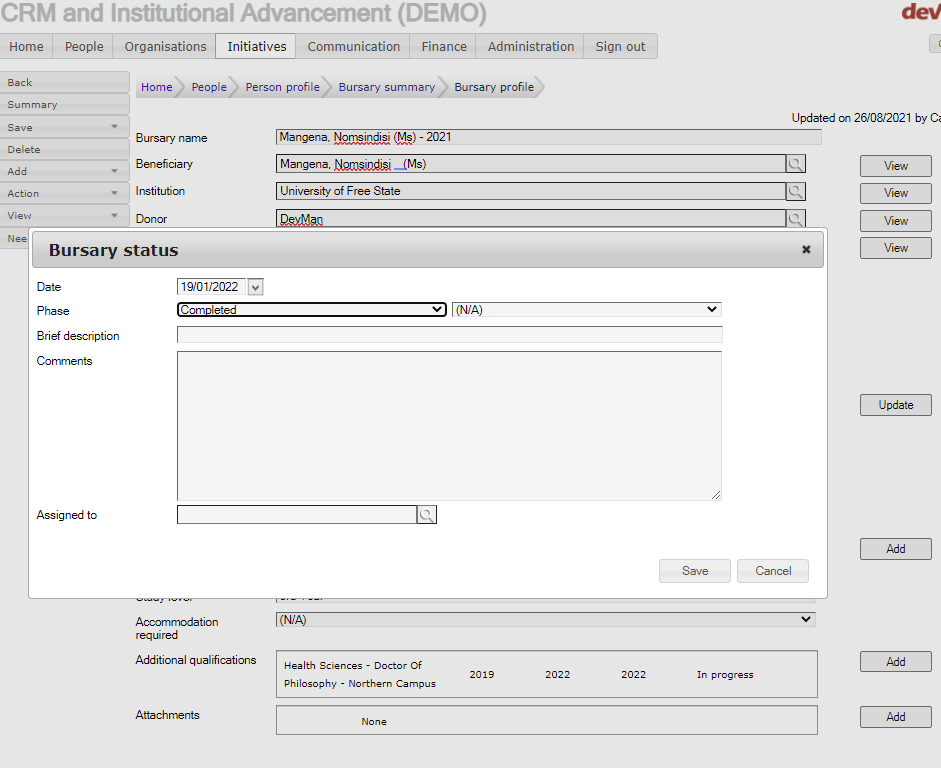 CRM and Institutional Advancement (DEMO)
dev
Home People Organisations Initiatives Communication Finance Administration Sign out
Back
Summary
Save
Delete
Add
Action
View
Nee
Home People Person profile Bursary summary Bursary profile
Updated on 26/08/2021 by Ca
Bursary name Mangena, Nomsindisi (Ms) - 2021
Beneficiary Mangena, Nomsindisi (Ms) View
Institution University of Free State View
Donor DevMan View
View
Bursary status
Date 19/01/2022
Phase Completed (N/A)
Brief description
Comments
Assigned to
Save Cancel
Update
Add
Study level
Accommodation required (N/A)
Additional qualifications Health Sciences - Doctor Of
Philosophy - Northern Campus 2019 2022 2022 In progress Add
Attachments None Add